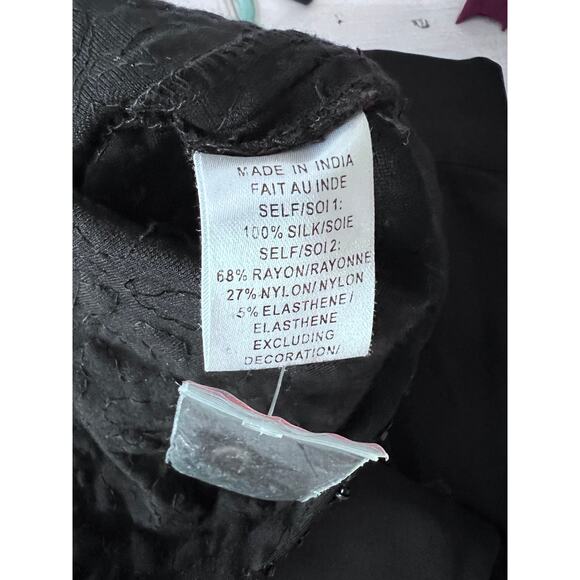 MADE IN INDIA
FAIT AU INDE
SELF/SOI 1:
100% SILK/SOIE
SELF/SOI 2:
68% RAYON/RAYONNE
27% NYLON/ NYLON
5% ELASTHENE /
ELASTHENE
EXCLUDING
DECORATION/